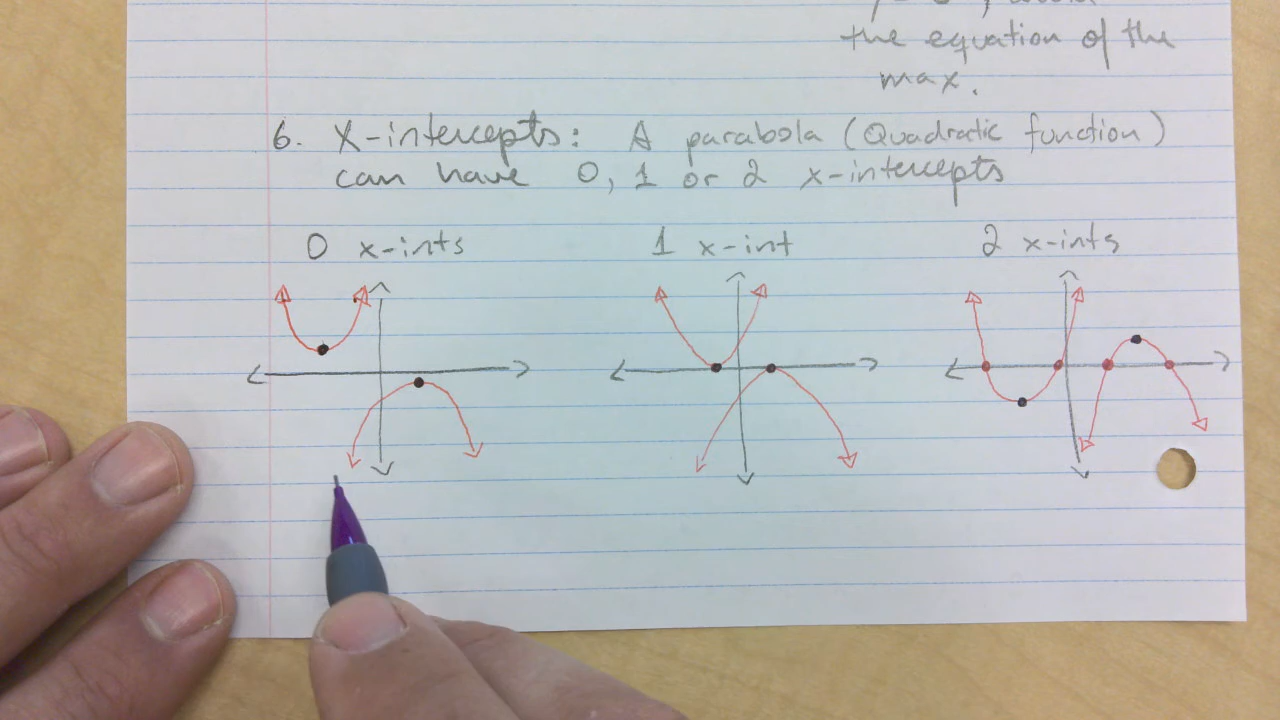 the equation of the
max.
6. X-intercepts: A parabola (Quadratic function)
can have 0, 1 or 2 x-intercepts
0 x-ints
1 x-int
2 x-ints